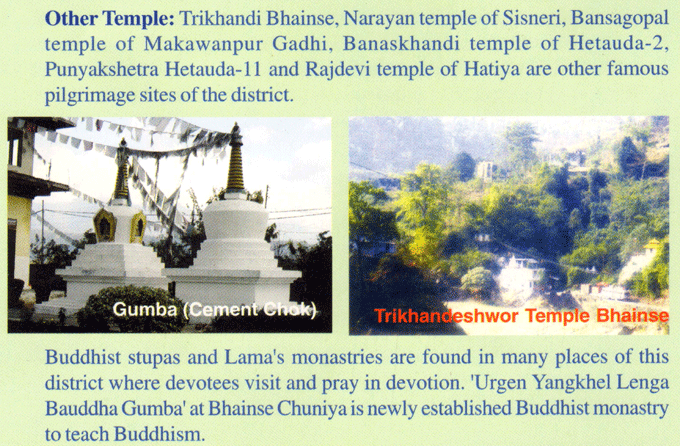 Other Temple: Trikhandi Bhainse, Narayan temple of Sisneri, Bansagopal
temple of Makawanpur Gadhi, Banaskhandi temple of Hetauda-2,
Punyakshetra Hetauda-11 and Rajdevi temple of Hatiya are other famous
pilgrimage sites of the district.
Gumba (Cement Chok)
Trikhandeshwor Temple Bhainse
Buddhist stupas and Lama's monastries are found in many places of this
district where devotees visit and pray in devotion. 'Urgen Yangkhel Lenga
Bauddha Gumba' at Bhainse Chuniya is newly established Buddhist monastry
to teach Buddhism.